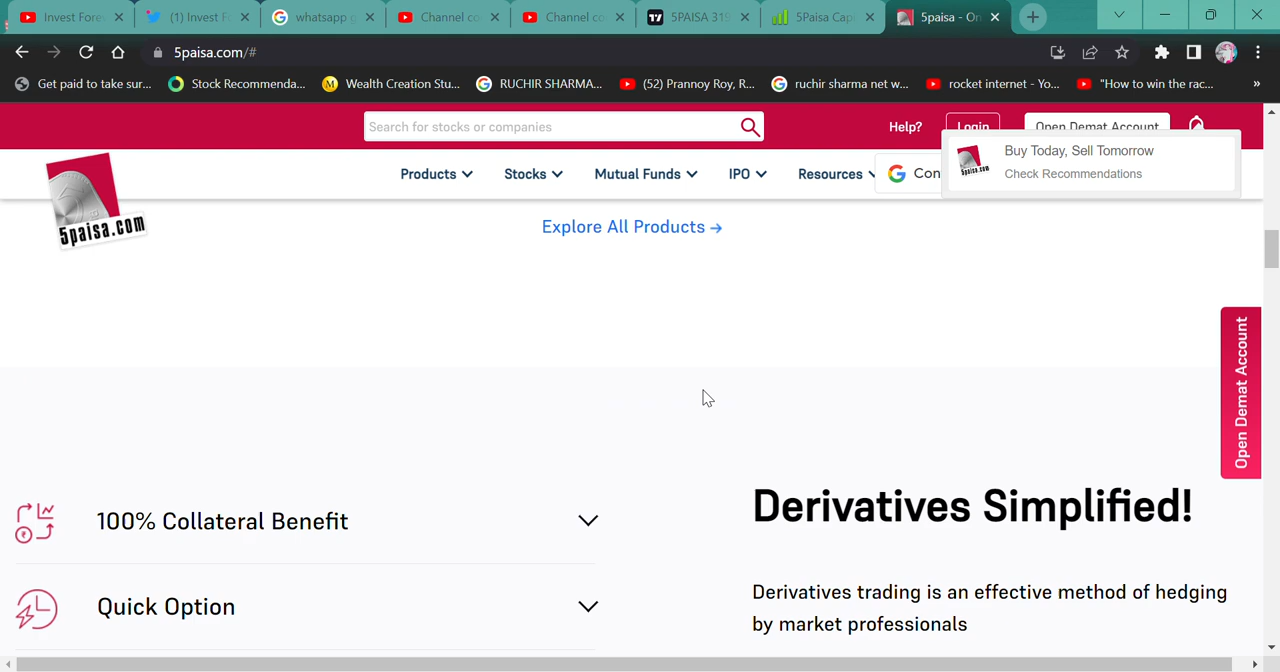 Invest Fore
(1) Invest F
whatsapp g
Channel co
Channel co
5PAISA 319
5Paisa Cap
5paisa - On
5paisa.com/#
Get paid to take sur...
Stock Recommenda...
Wealth Creation Stu...
RUCHIR SHARMA...
(52) Prannoy Roy, R...
ruchir sharma net w...
rocket internet - Yo...
"How to win the rac...
»
Search for stocks or companies
Help?
Login
Open Demat Account
Buy Today, Sell Tomorrow
Check Recommendations
5paisa.com
5paisa.com
Products
Stocks
Mutual Funds
IPO
Resources
Con
Explore All Products →
Open Demat Account
100% Collateral Benefit
Derivatives Simplified!
Quick Option
Derivatives trading is an effective method of hedging
by market professionals